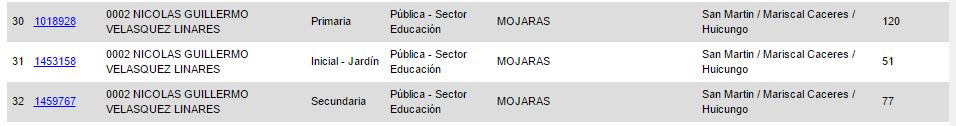 30 1018928 0002 NICOLAS GUILLERMO VELASQUEZ LINARES Primaria Pública - Sector Educación MOJARAS San Martin / Mariscal Caceres / Huicungo 120
31 1453158 0002 NICOLAS GUILLERMO VELASQUEZ LINARES Inicial - Jardín Pública - Sector Educación MOJARAS San Martin / Mariscal Caceres / Huicungo 51
32 1459767 0002 NICOLAS GUILLERMO VELASQUEZ LINARES Secundaria Pública - Sector Educación MOJARAS San Martin / Mariscal Caceres / Huicungo 77